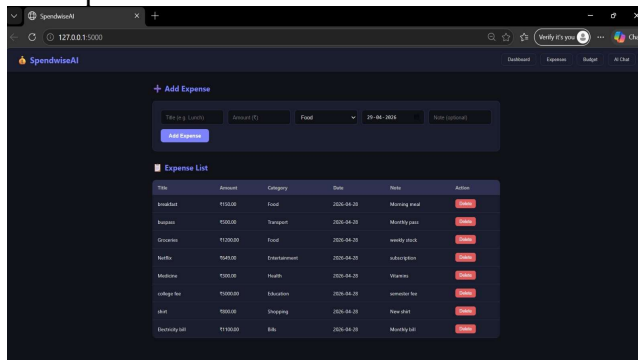 SpendwiseAI
127.0.0.1:5000 Verify it's you
SpendwiseAI Dashboard Expenses Budget AI Chat
Add Expense
Title (e.g. Lunch) Amount (₹) Food 29-04-2026 Note (optional)
Add Expense
Expense List
Title Amount Category Date Note Action
breakfast ₹150.00 Food 2026-04-28 Morning meal Delete
buspass ₹500.00 Transport 2026-04-28 Monthly pass Delete
Groceries ₹1200.00 Food 2026-04-28 weekly stock Delete
Netflix ₹649.00 Entertainment 2026-04-28 subscription Delete
Medicine ₹300.00 Health 2026-04-28 Vitamins Delete
college fee ₹5000.00 Education 2026-04-28 semester fee Delete
shirt ₹800.00 Shopping 2026-04-28 New shirt Delete
Electricity bill ₹1100.00 Bills 2026-04-28 Monthly bill Delete